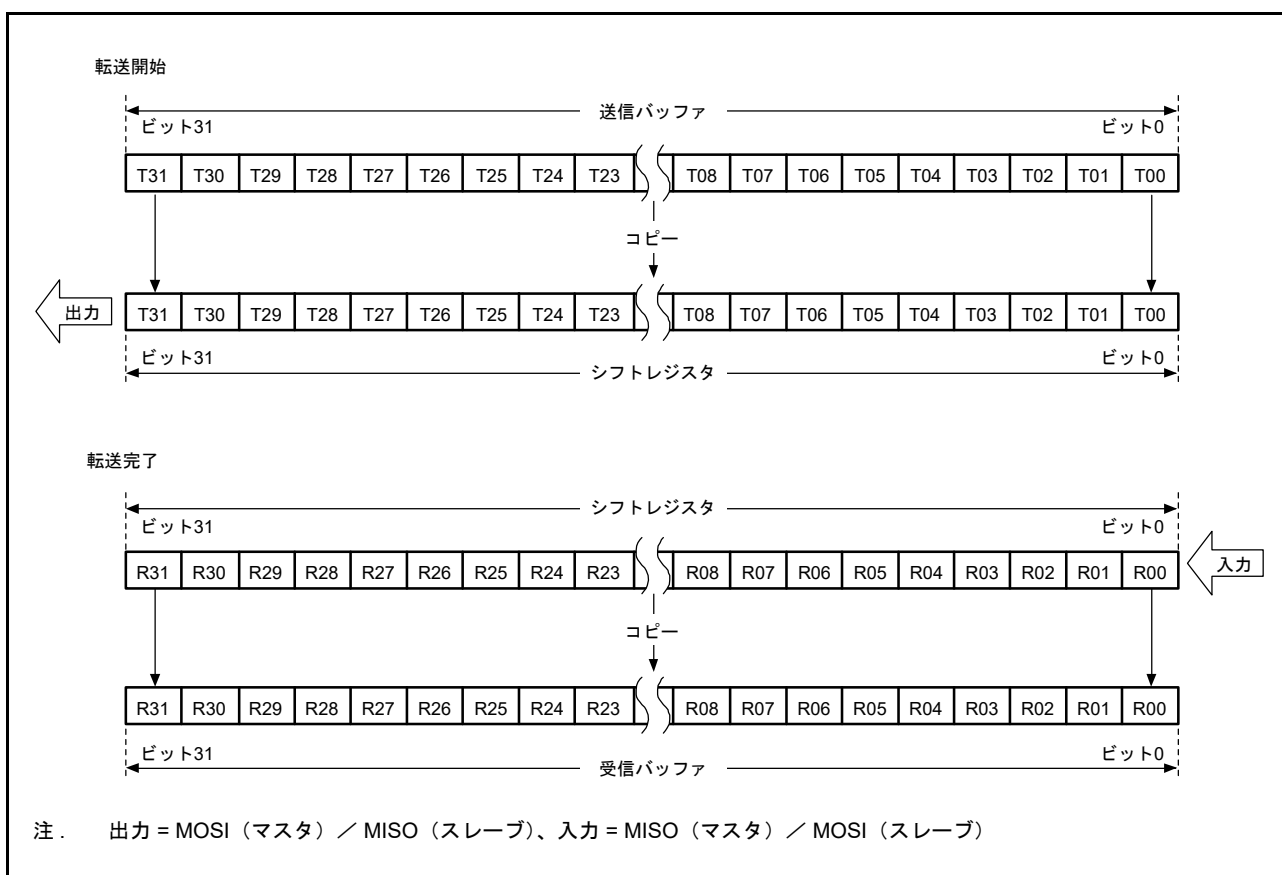 転送開始
送信バッファ
ビット31 ビット0
T31 T30 T29 T28 T27 T26 T25 T24 T23 T08 T07 T06 T05 T04 T03 T02 T01 T00
コピー
出力 T31 T30 T29 T28 T27 T26 T25 T24 T23 T08 T07 T06 T05 T04 T03 T02 T01 T00
ビット31 ビット0
シフトレジスタ
転送完了
シフトレジスタ
ビット31 ビット0
R31 R30 R29 R28 R27 R26 R25 R24 R23 R08 R07 R06 R05 R04 R03 R02 R01 R00 入力
コピー
R31 R30 R29 R28 R27 R26 R25 R24 R23 R08 R07 R06 R05 R04 R03 R02 R01 R00
ビット31 ビット0
受信バッファ
注. 出力 = MOSI(マスタ)/ MISO(スレーブ)、入力 = MISO(マスタ)/ MOSI(スレーブ)